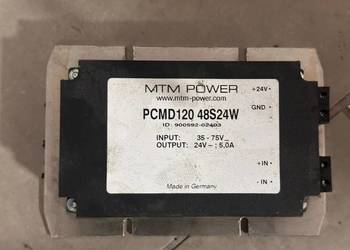 MTM POWER
www.mtm-power.com
PCMD120 48S24W
ID: 900592-02403
INPUT: 35 - 75V⎓
OUTPUT: 24V⎓ ; 5,0A
Made in Germany
+24V
GND
+IN
-IN